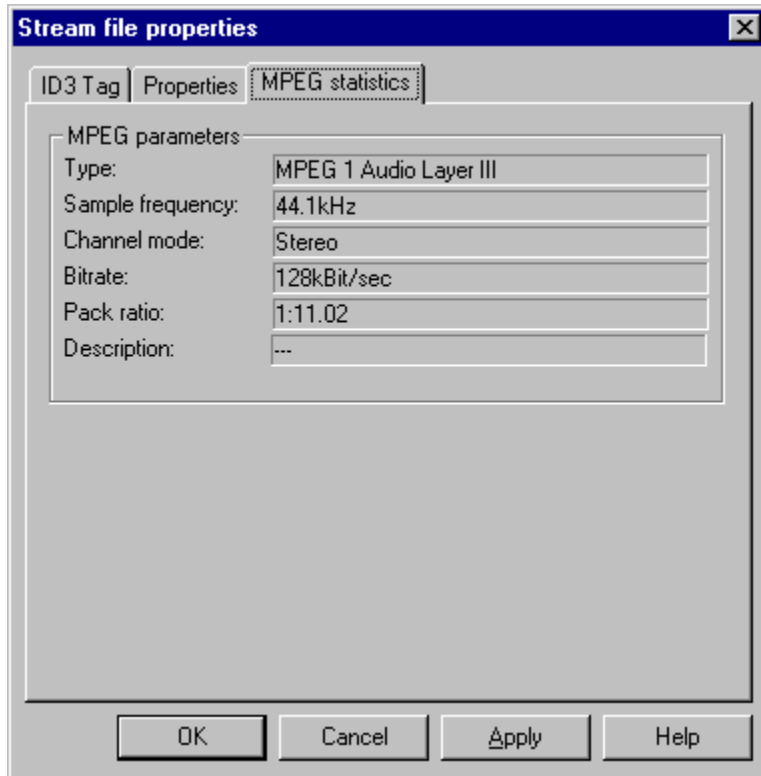 Stream file properties
ID3 Tag Properties MPEG statistics
MPEG parameters
Type: MPEG 1 Audio Layer III
Sample frequency: 44.1kHz
Channel mode: Stereo
Bitrate: 128kBit/sec
Pack ratio: 1:11.02
Description: ---
OK Cancel Apply Help